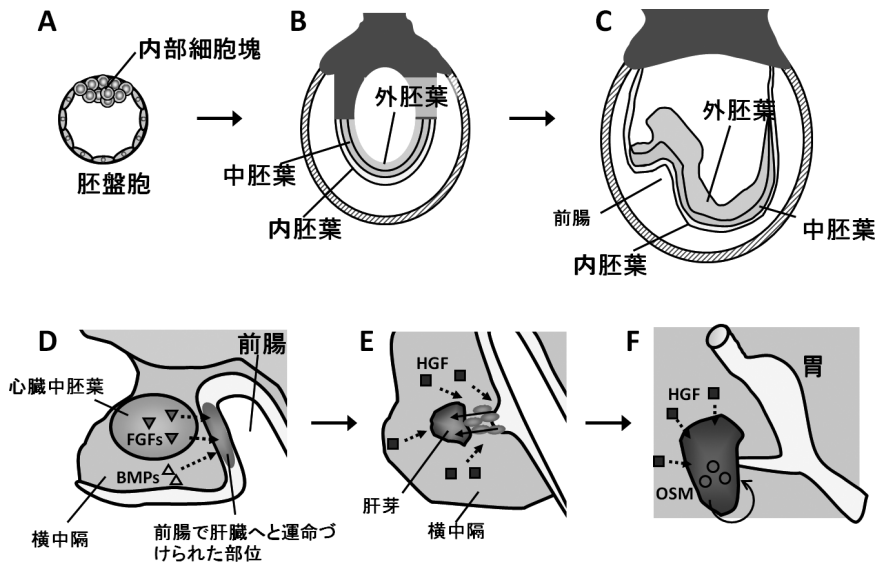 A
内部細胞塊
胚盤胞
B
外胚葉
中胚葉
内胚葉
C
外胚葉
前腸
中胚葉
内胚葉
D
前腸
心臓中胚葉
FGFs
BMPs
横中隔
前腸で肝臓へと運命づ
けられた部位
E
HGF
肝芽
横中隔
F
胃
HGF
OSM